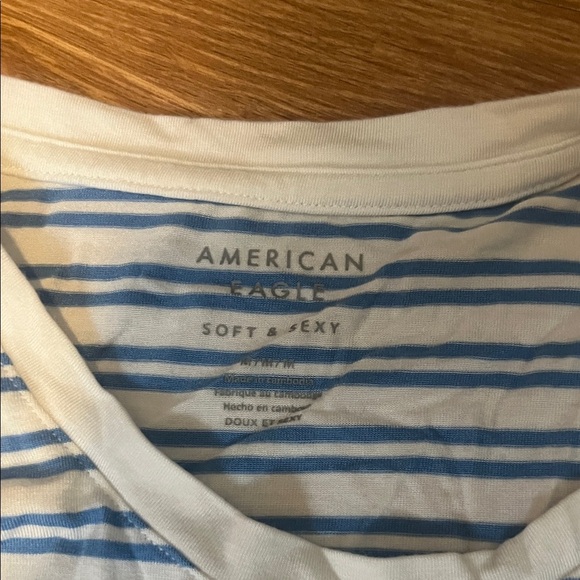 AMERICAN
EAGLE
SOFT & SEXY
M/M/M
Made in Cambodia
Fabriqué au cambodge
Hecho en camboya
DOUX ET SEXY